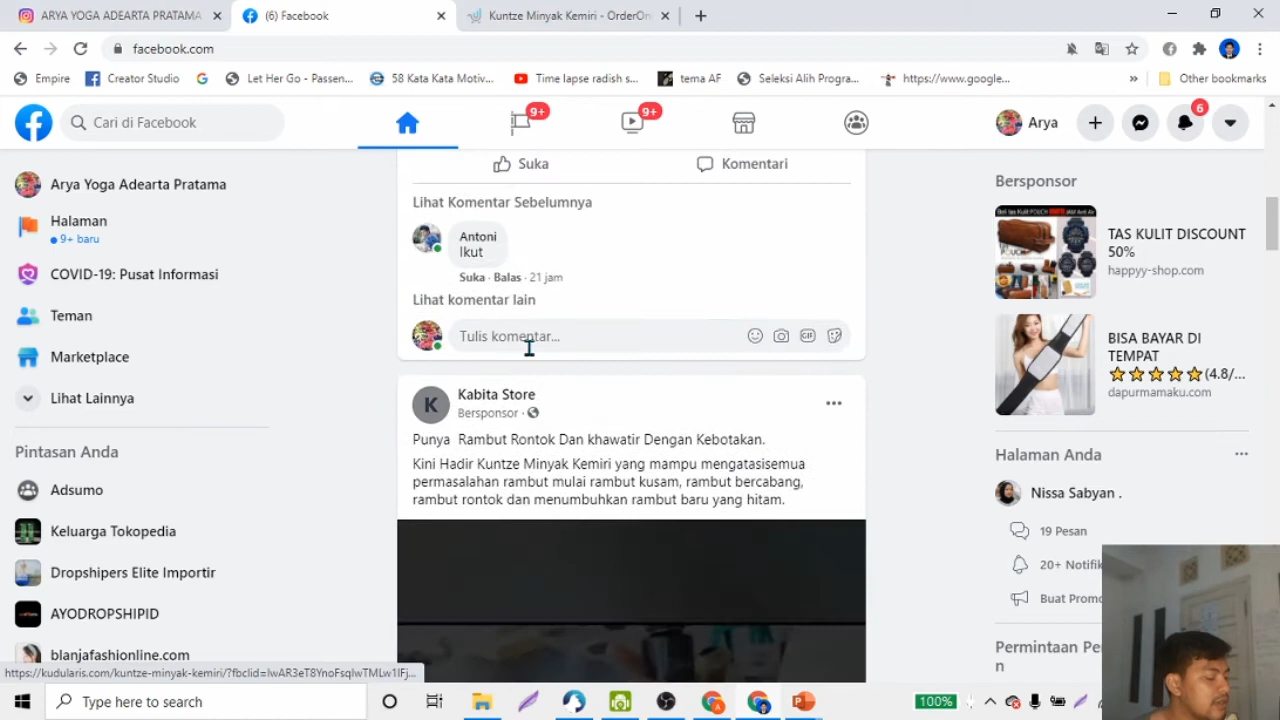 ARYA YOGA ADEARTA PRATAMA
(6) Facebook
Kuntze Minyak Kemiri - OrderOn
facebook.com
Empire
Creator Studio
Let Her Go - Passen...
58 Kata Kata Motiv...
Time lapse radish s...
tema AF
Seleksi Alih Progra...
https://www.google...
»
Other bookmarks
Cari di Facebook
9+
9+
Arya
6
Arya Yoga Adearta Pratama
Halaman
9+ baru
COVID-19: Pusat Informasi
Teman
Marketplace
Lihat Lainnya
Pintasan Anda
Adsumo
Keluarga Tokopedia
Dropshipers Elite Importir
AYODROPSHIPID
blanjafashionline.com
https://kudularis.com/kuntze-minyak-kemiri/?fbclid=IwAR3eT8YnoFsqIwTMLw1IFj...
Suka
Komentari
Lihat Komentar Sebelumnya
Antoni
Ikut
Suka · Balas · 21 jam
Lihat komentar lain
Tulis komentar...
GIF
K
Kabita Store
Bersponsor ·
Punya Rambut Rontok Dan khawatir Dengan Kebotakan.
Kini Hadir Kuntze Minyak Kemiri yang mampu mengatasisemua
permasalahan rambut mulai rambut kusam, rambut bercabang,
rambut rontok dan menumbuhkan rambut baru yang hitam.
Bersponsor
TAS KULIT DISCOUNT
50%
happyy-shop.com
BISA BAYAR DI
TEMPAT
(4.8/...
dapurmamaku.com
Halaman Anda
Nissa Sabyan .
19 Pesan
20+ Notifik
Buat Promo
Permintaan Per
n
Type here to search
100%